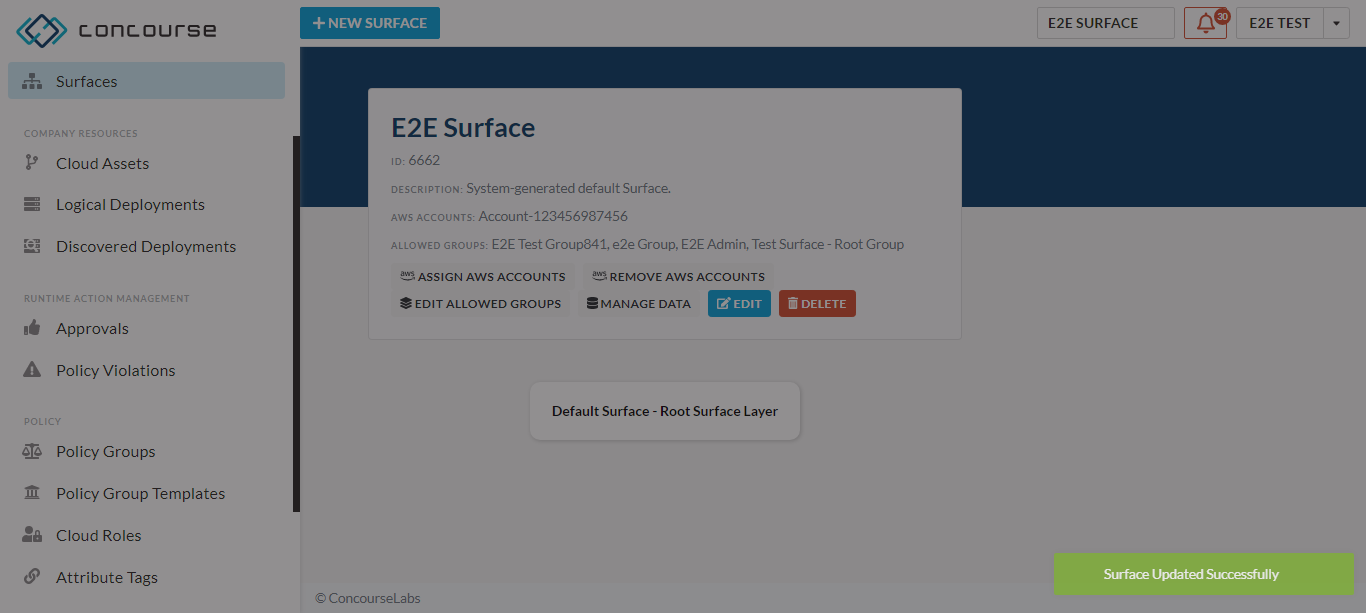 concourse
NEW SURFACE
E2E SURFACE
30
E2E TEST
Surfaces
COMPANY RESOURCES
Cloud Assets
Logical Deployments
Discovered Deployments
RUNTIME ACTION MANAGEMENT
Approvals
Policy Violations
POLICY
Policy Groups
Policy Group Templates
Cloud Roles
Attribute Tags
E2E Surface
ID: 6662
DESCRIPTION: System-generated default Surface.
AWS ACCOUNTS: Account-123456987456
ALLOWED GROUPS: E2E Test Group841, e2e Group, E2E Admin, Test Surface - Root Group
aws ASSIGN AWS ACCOUNTS aws REMOVE AWS ACCOUNTS
EDIT ALLOWED GROUPS MANAGE DATA EDIT DELETE
Default Surface - Root Surface Layer
Surface Updated Successfully
© ConcourseLabs